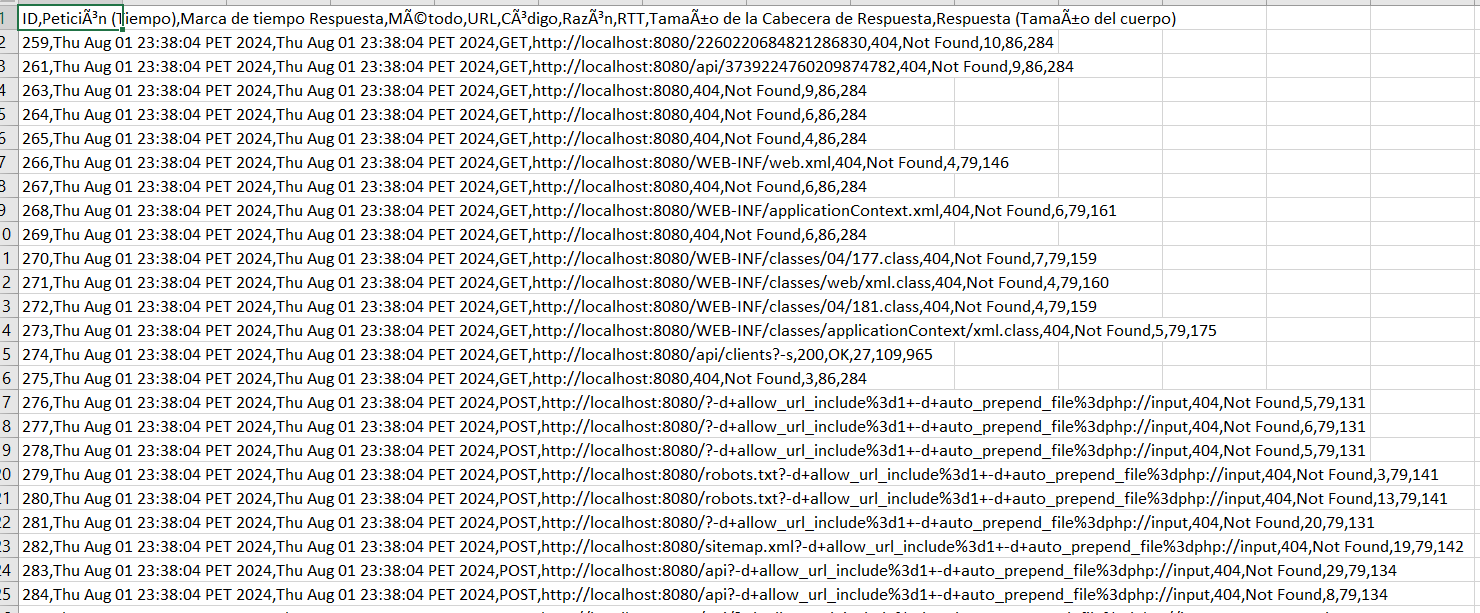 1 ID,PeticiÃ³n (Tiempo),Marca de tiempo Respuesta,MÃ©todo,URL,CÃ³digo,RazÃ³n,RTT,TamaÃ±o de la Cabecera de Respuesta,Respuesta (TamaÃ±o del cuerpo)
2 259,Thu Aug 01 23:38:04 PET 2024,Thu Aug 01 23:38:04 PET 2024,GET,http://localhost:8080/2260220684821286830,404,Not Found,10,86,284
3 261,Thu Aug 01 23:38:04 PET 2024,Thu Aug 01 23:38:04 PET 2024,GET,http://localhost:8080/api/3739224760209874782,404,Not Found,9,86,284
4 263,Thu Aug 01 23:38:04 PET 2024,Thu Aug 01 23:38:04 PET 2024,GET,http://localhost:8080,404,Not Found,9,86,284
5 264,Thu Aug 01 23:38:04 PET 2024,Thu Aug 01 23:38:04 PET 2024,GET,http://localhost:8080,404,Not Found,6,86,284
6 265,Thu Aug 01 23:38:04 PET 2024,Thu Aug 01 23:38:04 PET 2024,GET,http://localhost:8080,404,Not Found,4,86,284
7 266,Thu Aug 01 23:38:04 PET 2024,Thu Aug 01 23:38:04 PET 2024,GET,http://localhost:8080/WEB-INF/web.xml,404,Not Found,4,79,146
8 267,Thu Aug 01 23:38:04 PET 2024,Thu Aug 01 23:38:04 PET 2024,GET,http://localhost:8080,404,Not Found,6,86,284
9 268,Thu Aug 01 23:38:04 PET 2024,Thu Aug 01 23:38:04 PET 2024,GET,http://localhost:8080/WEB-INF/applicationContext.xml,404,Not Found,6,79,161
0 269,Thu Aug 01 23:38:04 PET 2024,Thu Aug 01 23:38:04 PET 2024,GET,http://localhost:8080,404,Not Found,6,86,284
1 270,Thu Aug 01 23:38:04 PET 2024,Thu Aug 01 23:38:04 PET 2024,GET,http://localhost:8080/WEB-INF/classes/04/177.class,404,Not Found,7,79,159
2 271,Thu Aug 01 23:38:04 PET 2024,Thu Aug 01 23:38:04 PET 2024,GET,http://localhost:8080/WEB-INF/classes/web/xml.class,404,Not Found,4,79,160
3 272,Thu Aug 01 23:38:04 PET 2024,Thu Aug 01 23:38:04 PET 2024,GET,http://localhost:8080/WEB-INF/classes/04/181.class,404,Not Found,4,79,159
4 273,Thu Aug 01 23:38:04 PET 2024,Thu Aug 01 23:38:04 PET 2024,GET,http://localhost:8080/WEB-INF/classes/applicationContext/xml.class,404,Not Found,5,79,175
5 274,Thu Aug 01 23:38:04 PET 2024,Thu Aug 01 23:38:04 PET 2024,GET,http://localhost:8080/api/clients?-s,200,OK,27,109,965
6 275,Thu Aug 01 23:38:04 PET 2024,Thu Aug 01 23:38:04 PET 2024,GET,http://localhost:8080,404,Not Found,3,86,284
7 276,Thu Aug 01 23:38:04 PET 2024,Thu Aug 01 23:38:04 PET 2024,POST,http://localhost:8080/?-d+allow_url_include%3d1+-d+auto_prepend_file%3dphp://input,404,Not Found,5,79,131
8 277,Thu Aug 01 23:38:04 PET 2024,Thu Aug 01 23:38:04 PET 2024,POST,http://localhost:8080/?-d+allow_url_include%3d1+-d+auto_prepend_file%3dphp://input,404,Not Found,6,79,131
9 278,Thu Aug 01 23:38:04 PET 2024,Thu Aug 01 23:38:04 PET 2024,POST,http://localhost:8080/?-d+allow_url_include%3d1+-d+auto_prepend_file%3dphp://input,404,Not Found,5,79,131
20 279,Thu Aug 01 23:38:04 PET 2024,Thu Aug 01 23:38:04 PET 2024,POST,http://localhost:8080/robots.txt?-d+allow_url_include%3d1+-d+auto_prepend_file%3dphp://input,404,Not Found,3,79,141
21 280,Thu Aug 01 23:38:04 PET 2024,Thu Aug 01 23:38:04 PET 2024,POST,http://localhost:8080/robots.txt?-d+allow_url_include%3d1+-d+auto_prepend_file%3dphp://input,404,Not Found,13,79,141
22 281,Thu Aug 01 23:38:04 PET 2024,Thu Aug 01 23:38:04 PET 2024,POST,http://localhost:8080/?-d+allow_url_include%3d1+-d+auto_prepend_file%3dphp://input,404,Not Found,20,79,131
23 282,Thu Aug 01 23:38:04 PET 2024,Thu Aug 01 23:38:04 PET 2024,POST,http://localhost:8080/sitemap.xml?-d+allow_url_include%3d1+-d+auto_prepend_file%3dphp://input,404,Not Found,19,79,142
24 283,Thu Aug 01 23:38:04 PET 2024,Thu Aug 01 23:38:04 PET 2024,POST,http://localhost:8080/api?-d+allow_url_include%3d1+-d+auto_prepend_file%3dphp://input,404,Not Found,29,79,134
25 284,Thu Aug 01 23:38:04 PET 2024,Thu Aug 01 23:38:04 PET 2024,POST,http://localhost:8080/api?-d+allow_url_include%3d1+-d+auto_prepend_file%3dphp://input,404,Not Found,8,79,134